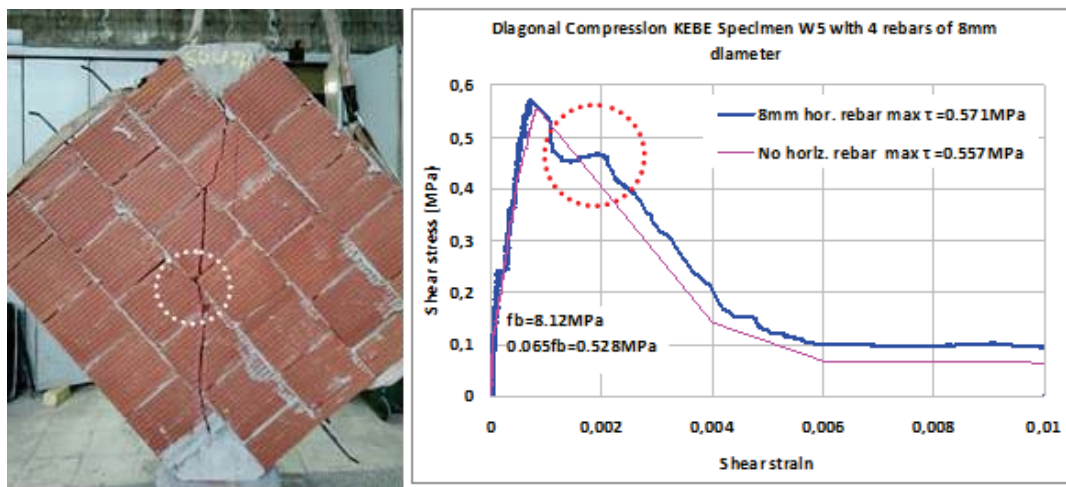 SOUTH
Diagonal Compression KEBE Specimen W5 with 4 rebars of 8mm
diameter
0,6
0,5
0,4
0,3
0,2
0,1
0
Shear stress (MPa)
8mm hor. rebar max τ=0.571MPa
No horiz. rebar max τ=0.557MPa
fb=8.12MPa
0.065fb=0.528MPa
0
0,002
0,004
0,006
0,008
0,01
Shear strain